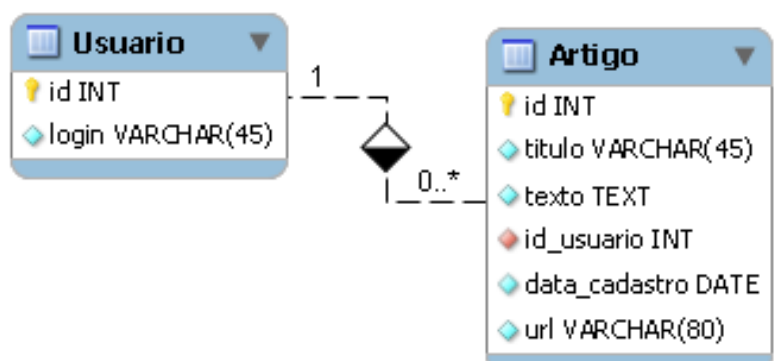 Usuario
id INT
login VARCHAR(45)
1
0..*
Artigo
id INT
titulo VARCHAR(45)
texto TEXT
id_usuario INT
data_cadastro DATE
url VARCHAR(80)